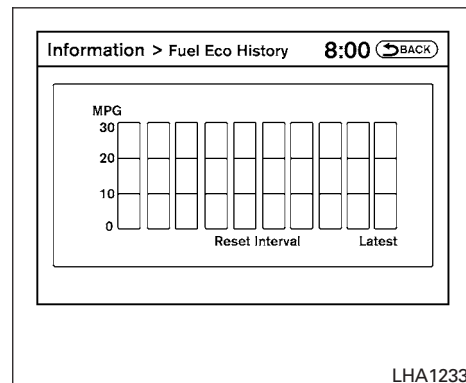 Information > Fuel Eco History 8:00 BACK
MPG
30
20
10
0
Reset Interval Latest
LHA1233